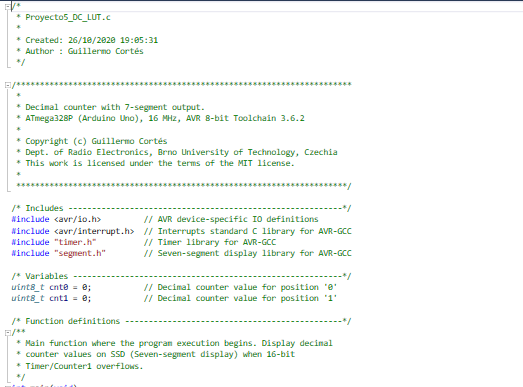 /*
 * Proyecto5_DC_LUT.c
 *
 * Created: 26/10/2020 19:05:31
 * Author : Guillermo Cortés
 */
/***********************************************************************
 *
 * Decimal counter with 7-segment output.
 * ATmega328P (Arduino Uno), 16 MHz, AVR 8-bit Toolchain 3.6.2
 *
 * Copyright (c) Guillermo Cortés
 * Dept. of Radio Electronics, Brno University of Technology, Czechia
 * This work is licensed under the terms of the MIT license.
 *
 **********************************************************************/
/* Includes ----------------------------------------------------------*/
#include <avr/io.h>         // AVR device-specific IO definitions
#include <avr/interrupt.h>  // Interrupts standard C library for AVR-GCC
#include "timer.h"          // Timer library for AVR-GCC
#include "segment.h"        // Seven-segment display library for AVR-GCC
/* Variables ---------------------------------------------------------*/
uint8_t cnt0 = 0;           // Decimal counter value for position '0'
uint8_t cnt1 = 0;           // Decimal counter value for position '1'
/* Function definitions ----------------------------------------------*/
/**
 * Main function where the program execution begins. Display decimal
 * counter values on SSD (Seven-segment display) when 16-bit
 * Timer/Counter1 overflows.
 */